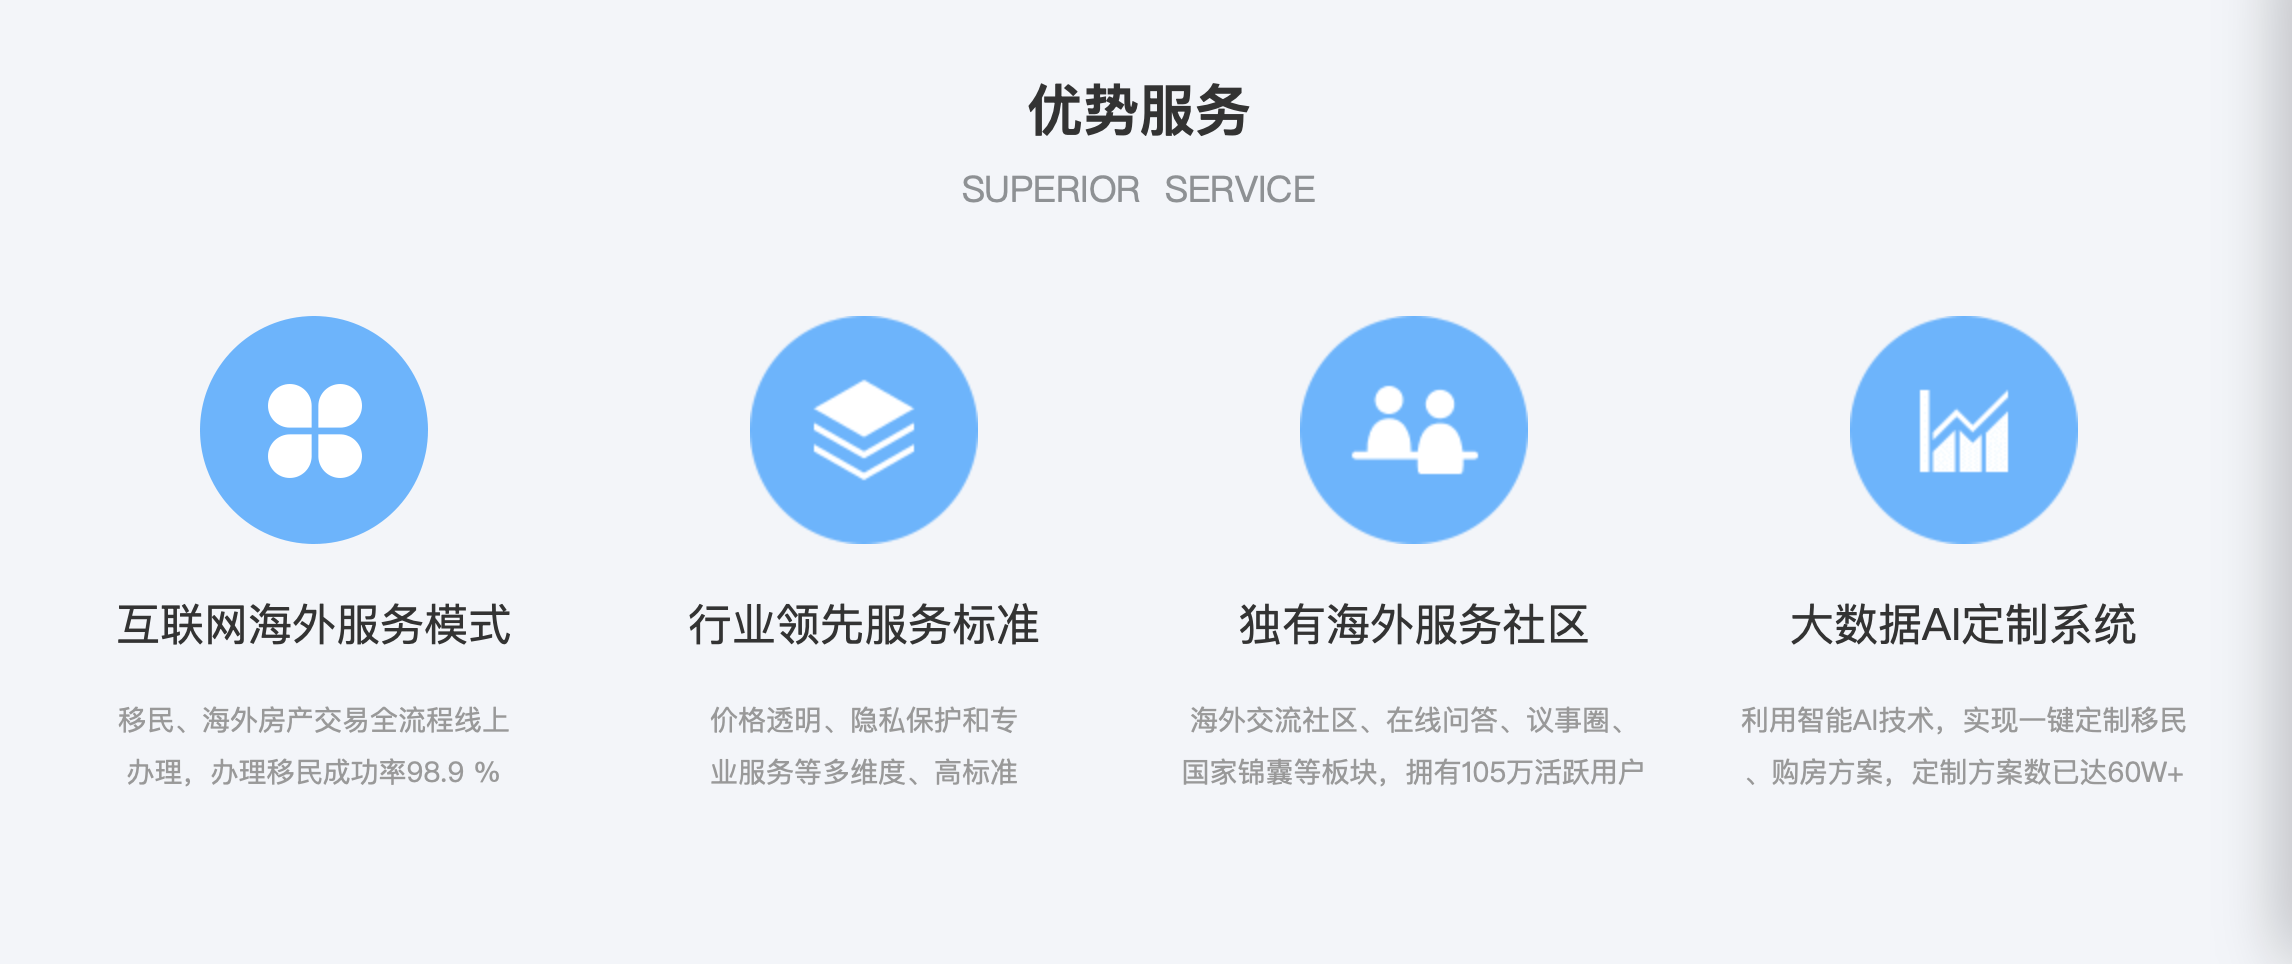 优势服务
SUPERIOR SERVICE
互联网海外服务模式
移民、海外房产交易全流程线上
办理，办理移民成功率98.9 %
行业领先服务标准
价格透明、隐私保护和专
业服务等多维度、高标准
独有海外服务社区
海外交流社区、在线问答、议事圈、
国家锦囊等板块，拥有105万活跃用户
大数据AI定制系统
利用智能AI技术，实现一键定制移民
、购房方案，定制方案数已达60W+